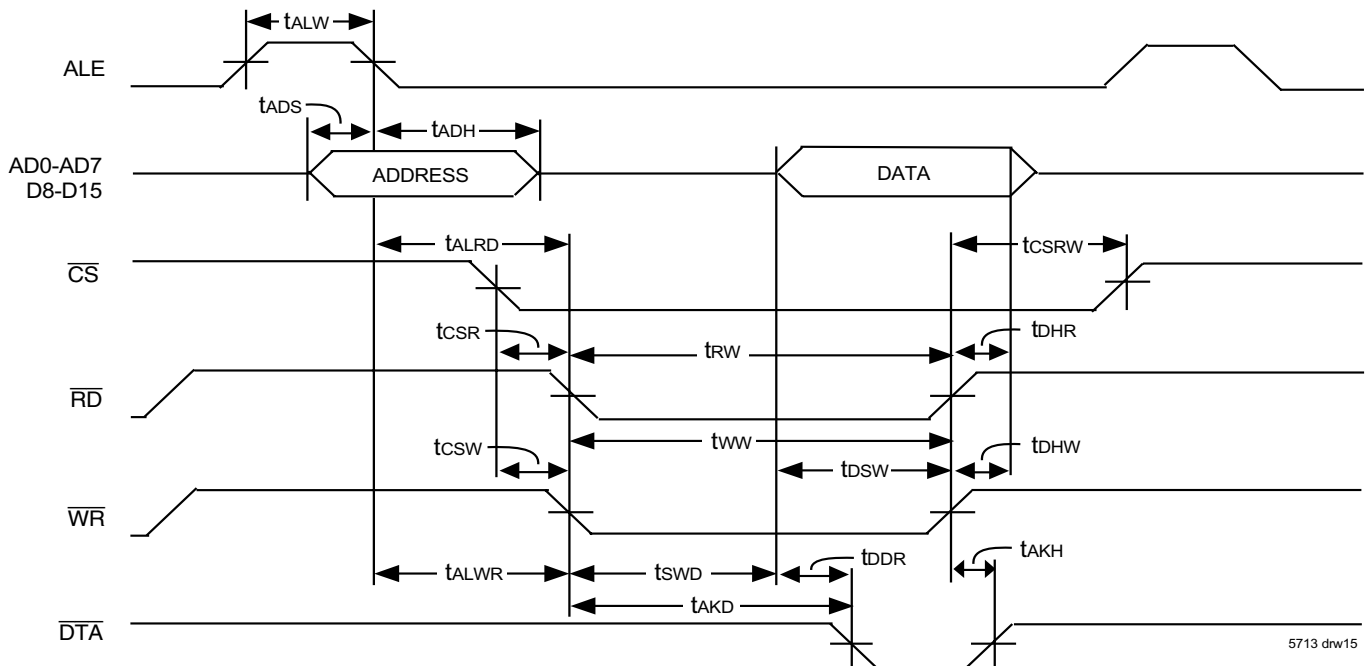 tALW
ALE
tADS
tADH
AD0-AD7
D8-D15
ADDRESS
DATA
tALRD
tCSRW
CS
tCSR
tRW
tDHR
RD
tCSW
tWW
tDHW
tDSW
WR
tDDR
tAKH
tALWR
tSWD
tAKD
DTA
5713 drw15